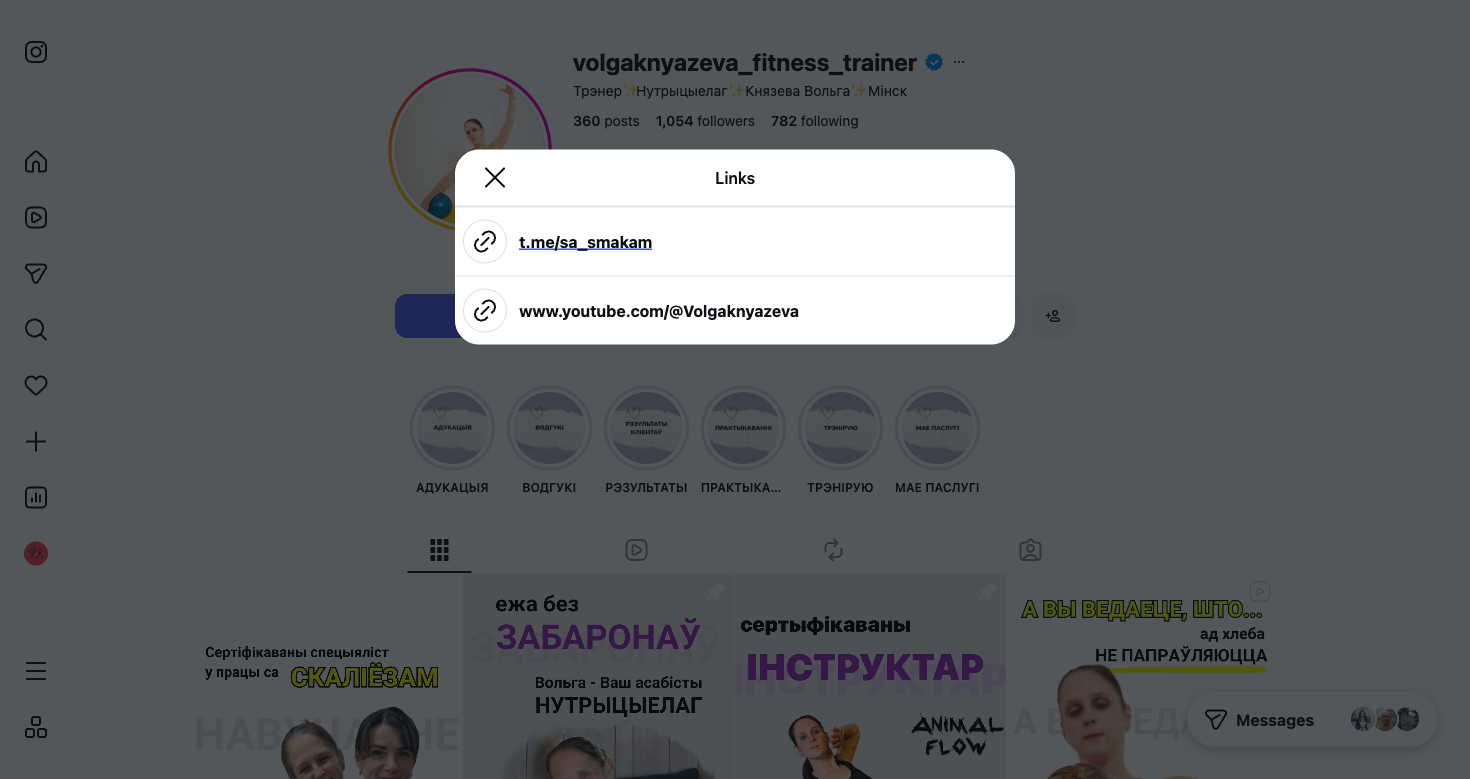 volgaknyazeva_fitness_trainer
Трэнер✨Нутрыцыелаг✨Князева Вольга✨Мінск
360 posts 1,054 followers 782 following
Links
t.me/sa_smakam
www.youtube.com/@Volgaknyazeva
АДУКАЦЫЯ
ВОДГУКІ
РЭЗУЛЬТАТЫ
КЛІЕНТАЎ
ПРАКТЫКАВАННІ
ТРЭНІРУЮ
МАЕ ПАСЛУГІ
АДУКАЦЫЯ
ВОДГУКІ
РЭЗУЛЬТАТЫ
ПРАКТЫКА...
ТРЭНІРУЮ
МАЕ ПАСЛУГІ
Сертыфікаваны спецыяліст
у працы са СКАЛІЁЗАМ
ежа без
ЗАБАРОНАЎ
Вольга - Ваш асабісты
НУТРЫЦЫЕЛАГ
сертыфікаваны
ІНСТРУКТАР
ІНСТРУКТАР
ANIMAL
FLOW
А ВЫ ВЕДАЕЦЕ, ШТО...
ад хлеба
НЕ ПАПРАЎЛЯЮЦЦА
Messages